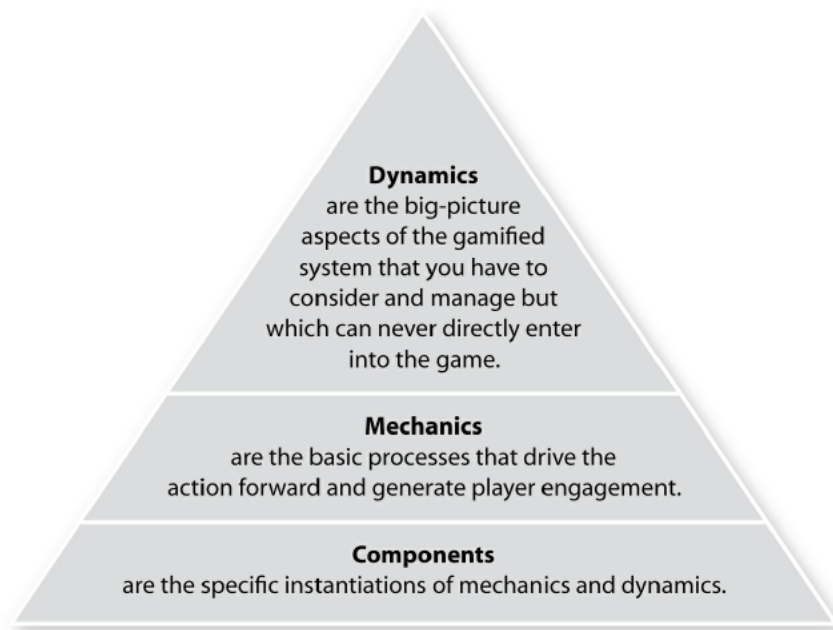 Dynamics
are the big-picture
aspects of the gamified
system that you have to
consider and manage but
which can never directly enter
into the game.
Mechanics
are the basic processes that drive the
action forward and generate player engagement.
Components
are the specific instantiations of mechanics and dynamics.